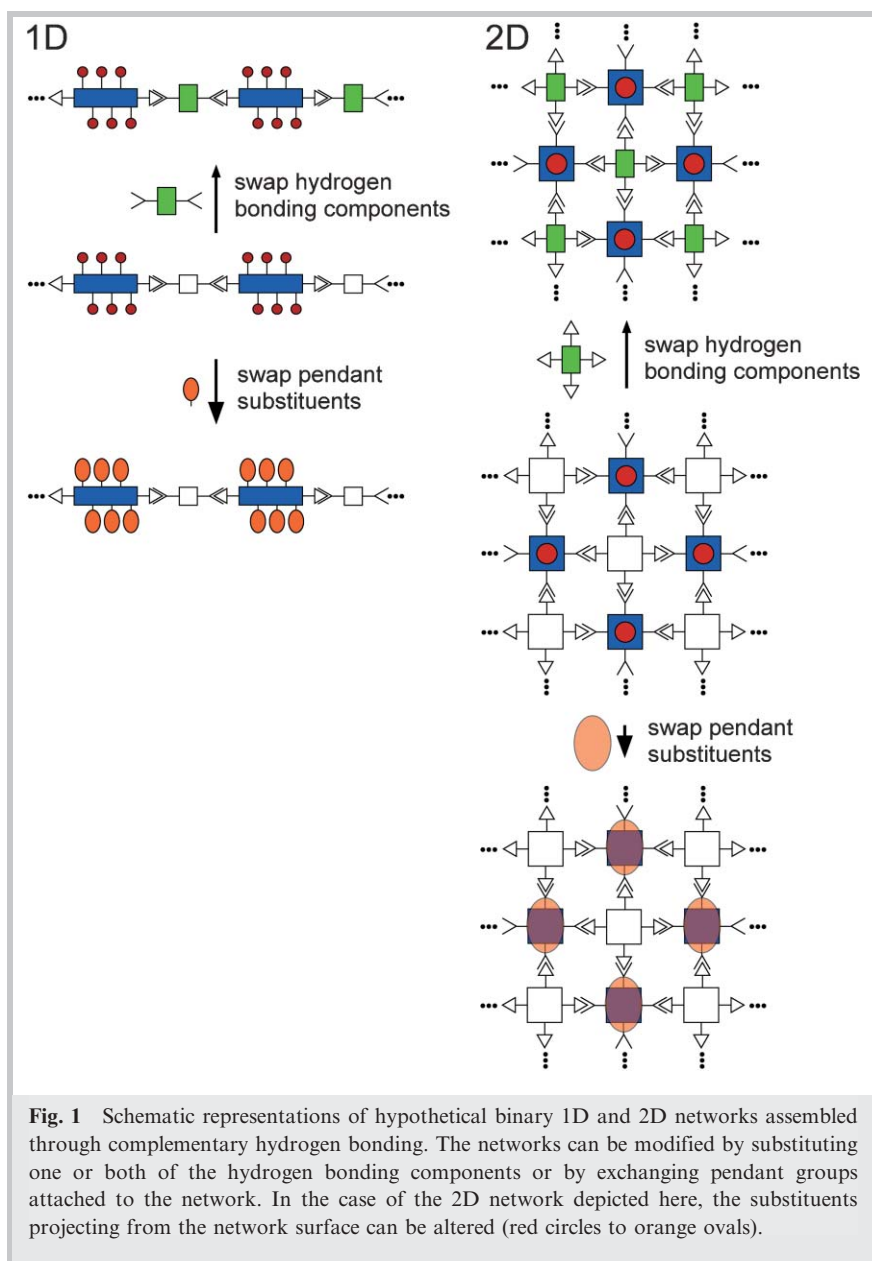 1D
swap hydrogen
bonding components
swap pendant
substituents
2D
swap hydrogen
bonding components
swap pendant
substituents
Fig. 1 Schematic representations of hypothetical binary 1D and 2D networks assembled
through complementary hydrogen bonding. The networks can be modified by substituting
one or both of the hydrogen bonding components or by exchanging pendant groups
attached to the network. In the case of the 2D network depicted here, the substituents
projecting from the network surface can be altered (red circles to orange ovals).